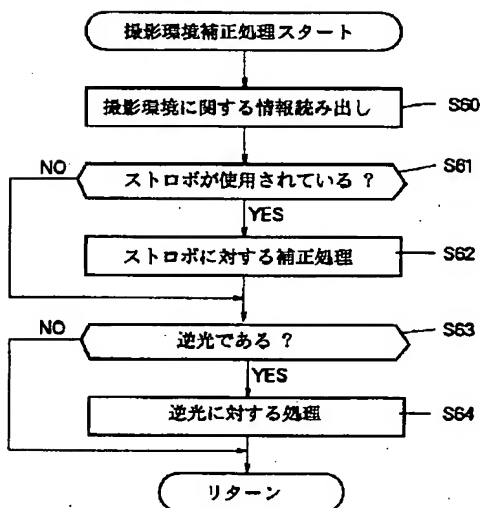 撮影環境補正処理スタート
撮影環境に関する情報読み出し
S60
NO
ストロボが使用されている ?
S61
YES
ストロボに対する補正処理
S62
NO
逆光である ?
S63
YES
逆光に対する処理
S64
リターン